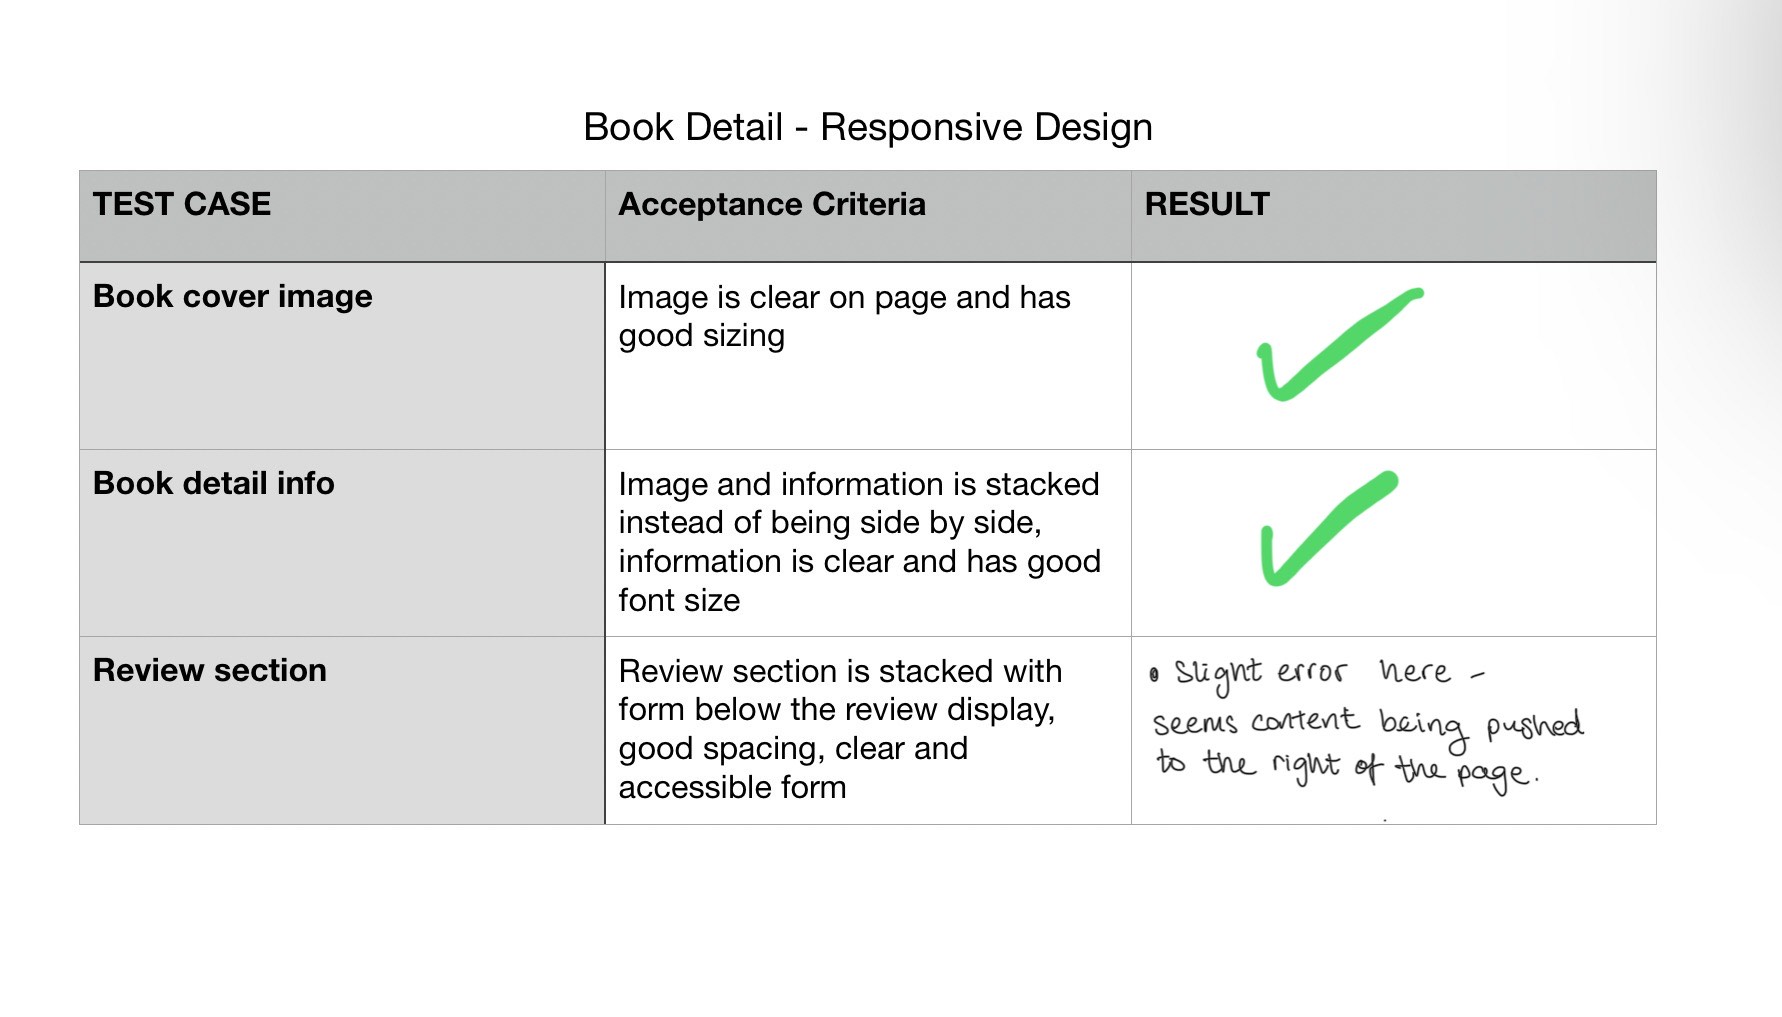 Book Detail - Responsive Design
TEST CASE
Acceptance Criteria
RESULT
Book cover image
Image is clear on page and has
good sizing
Book detail info
Image and information is stacked
instead of being side by side,
information is clear and has good
font size
Review section
Review section is stacked with
form below the review display,
good spacing, clear and
accessible form
• Slight error here -
seems content being pushed
to the right of the page.